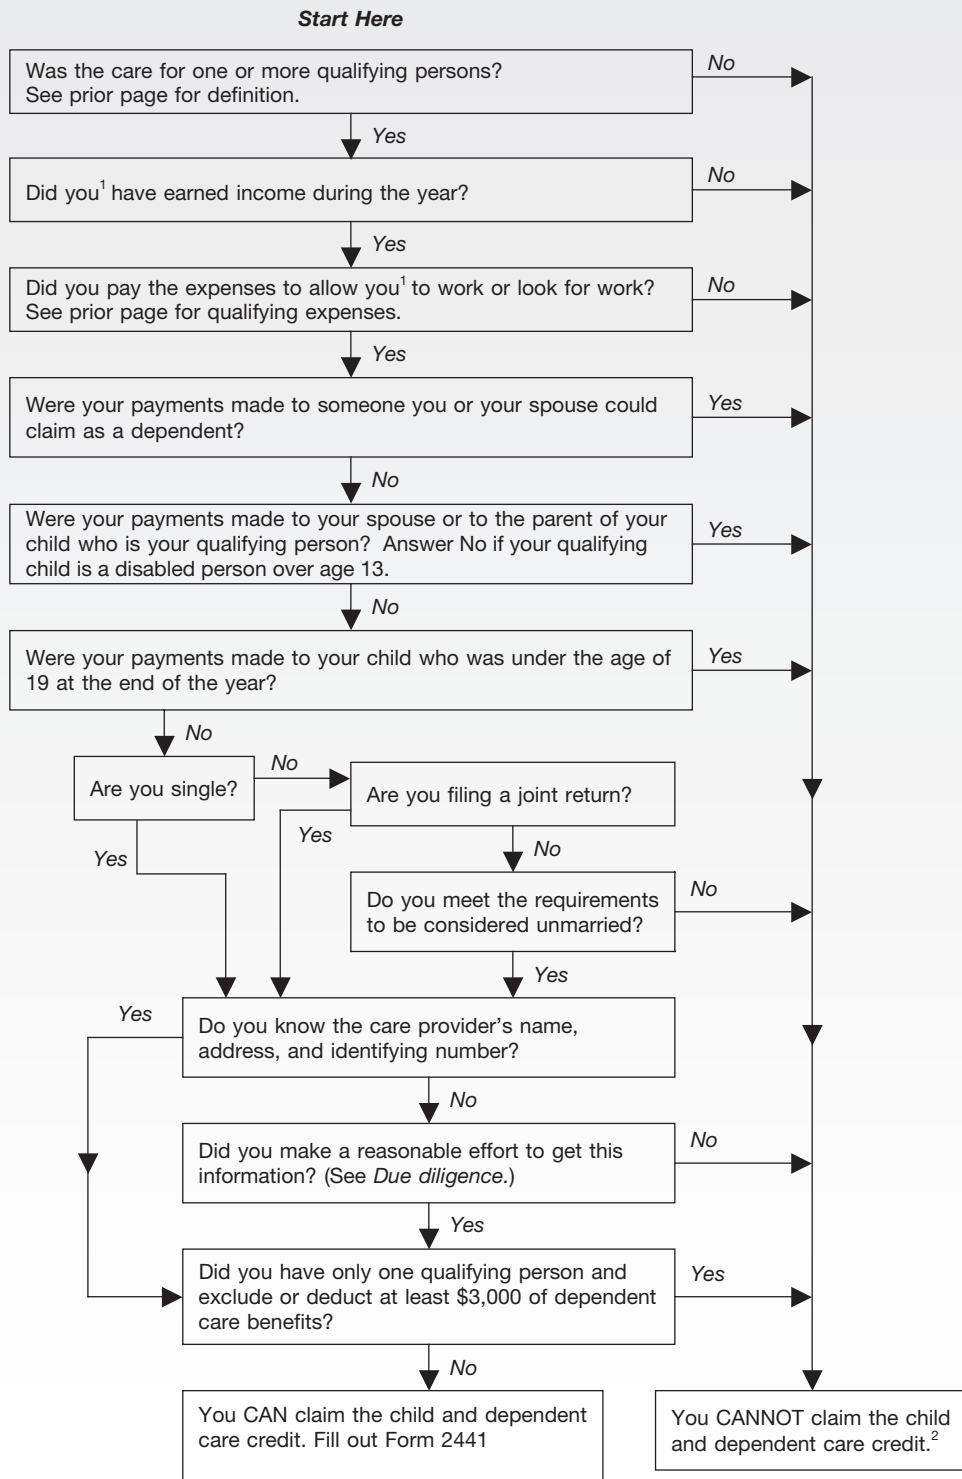 Start Here
Was the care for one or more qualifying persons?
See prior page for definition.
No
Yes
Did you¹ have earned income during the year?
No
Yes
Did you pay the expenses to allow you¹ to work or look for work?
See prior page for qualifying expenses.
No
Yes
Were your payments made to someone you or your spouse could
claim as a dependent?
Yes
No
Were your payments made to your spouse or to the parent of your
child who is your qualifying person? Answer No if your qualifying
child is a disabled person over age 13.
Yes
No
Were your payments made to your child who was under the age of
19 at the end of the year?
Yes
No
Are you single?
No
Are you filing a joint return?
Yes
Yes
No
Do you meet the requirements
to be considered unmarried?
No
Yes
Yes
Do you know the care provider's name,
address, and identifying number?
No
Did you make a reasonable effort to get this
information? (See Due diligence.)
No
Yes
Did you have only one qualifying person and
exclude or deduct at least $3,000 of dependent
care benefits?
Yes
No
You CAN claim the child and dependent
care credit. Fill out Form 2441
You CANNOT claim the child
and dependent care credit.²